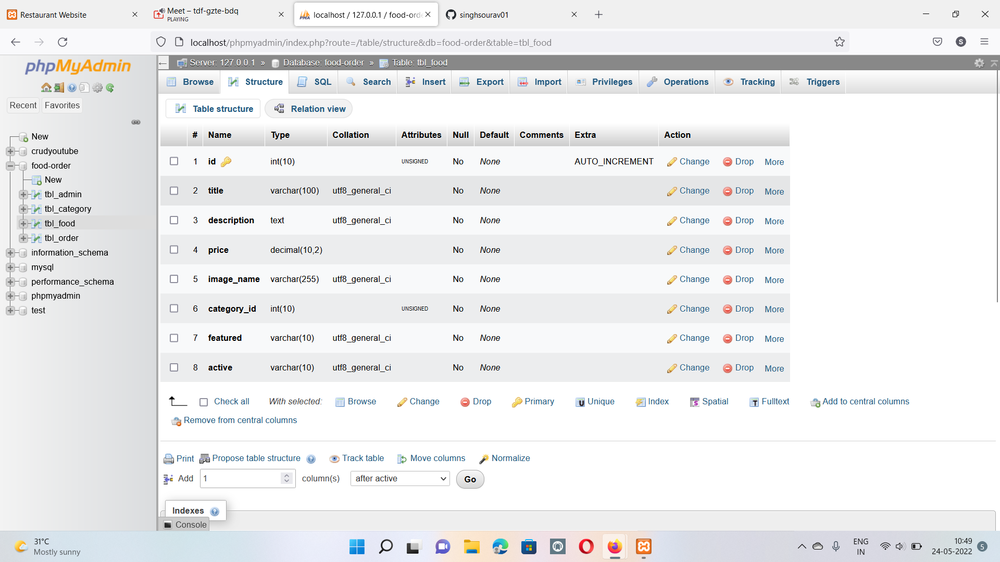 Restaurant Website
Meet – tdf-gzte-bdq
PLAYING
localhost / 127.0.0.1 / food-orde
singhsourav01
localhost/phpmyadmin/index.php?route=/table/structure&db=food-order&table=tbl_food
S
phpMyAdmin
Recent Favorites
New
crudyoutube
food-order
New
tbl_admin
tbl_category
tbl_food
tbl_order
information_schema
mysql
performance_schema
phpmyadmin
test
Server: 127.0.0.1 » Database: food-order » Table: tbl_food
Browse Structure SQL Search Insert Export Import Privileges Operations Tracking Triggers
Table structure Relation view
# Name Type Collation Attributes Null Default Comments Extra Action
1 id int(10) UNSIGNED No None AUTO_INCREMENT Change Drop More
2 title varchar(100) utf8_general_ci No None Change Drop More
3 description text utf8_general_ci No None Change Drop More
4 price decimal(10,2) No None Change Drop More
5 image_name varchar(255) utf8_general_ci No None Change Drop More
6 category_id int(10) UNSIGNED No None Change Drop More
7 featured varchar(10) utf8_general_ci No None Change Drop More
8 active varchar(10) utf8_general_ci No None Change Drop More
Check all With selected: Browse Change Drop Primary Unique Index Spatial Fulltext Add to central columns
Remove from central columns
Print Propose table structure Track table Move columns Normalize
Add 1 column(s) after active Go
Indexes
Console
31°C
Mostly sunny
ENG
IN
10:49
24-05-2022
5